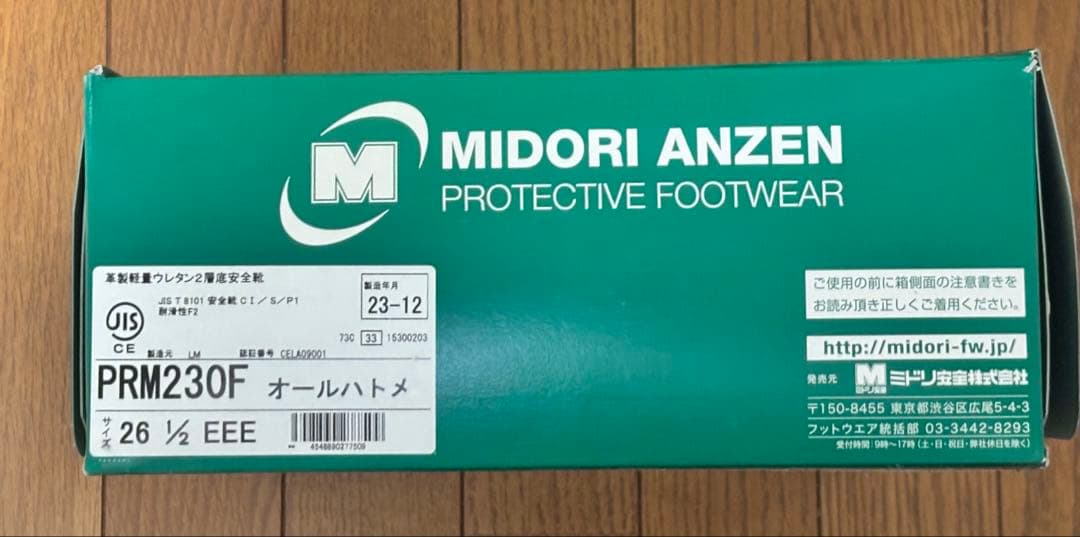 M
MIDORI ANZEN
PROTECTIVE FOOTWEAR
革製軽量ウレタン2層底安全靴
JIS T 8101 安全靴 CI/S/P1
耐滑性F2
製造年月
23-12
JIS
CE
73C 33 15300203
製造元 LM 認証番号 CELA09001
PRM230F オールハトメ
サイズ 26 1/2 EEE
4548890277509
ご使用の前に箱側面の注意書きを
お読み頂き正しくご着用ください。
http://midori-fw.jp/
発売元 M ミドリ安全 ミドリ安全株式会社
〒150-8455 東京都渋谷区広尾5-4-3
フットウエア統括部 03-3442-8293
受付時間:9時〜17時(土・日・祝日・弊社休日を除く)